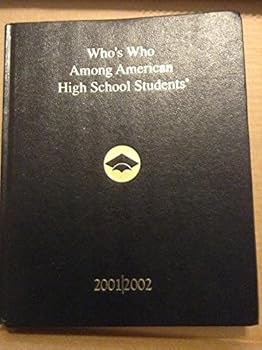 Who's Who
Among American
High School Students®
2001|2002